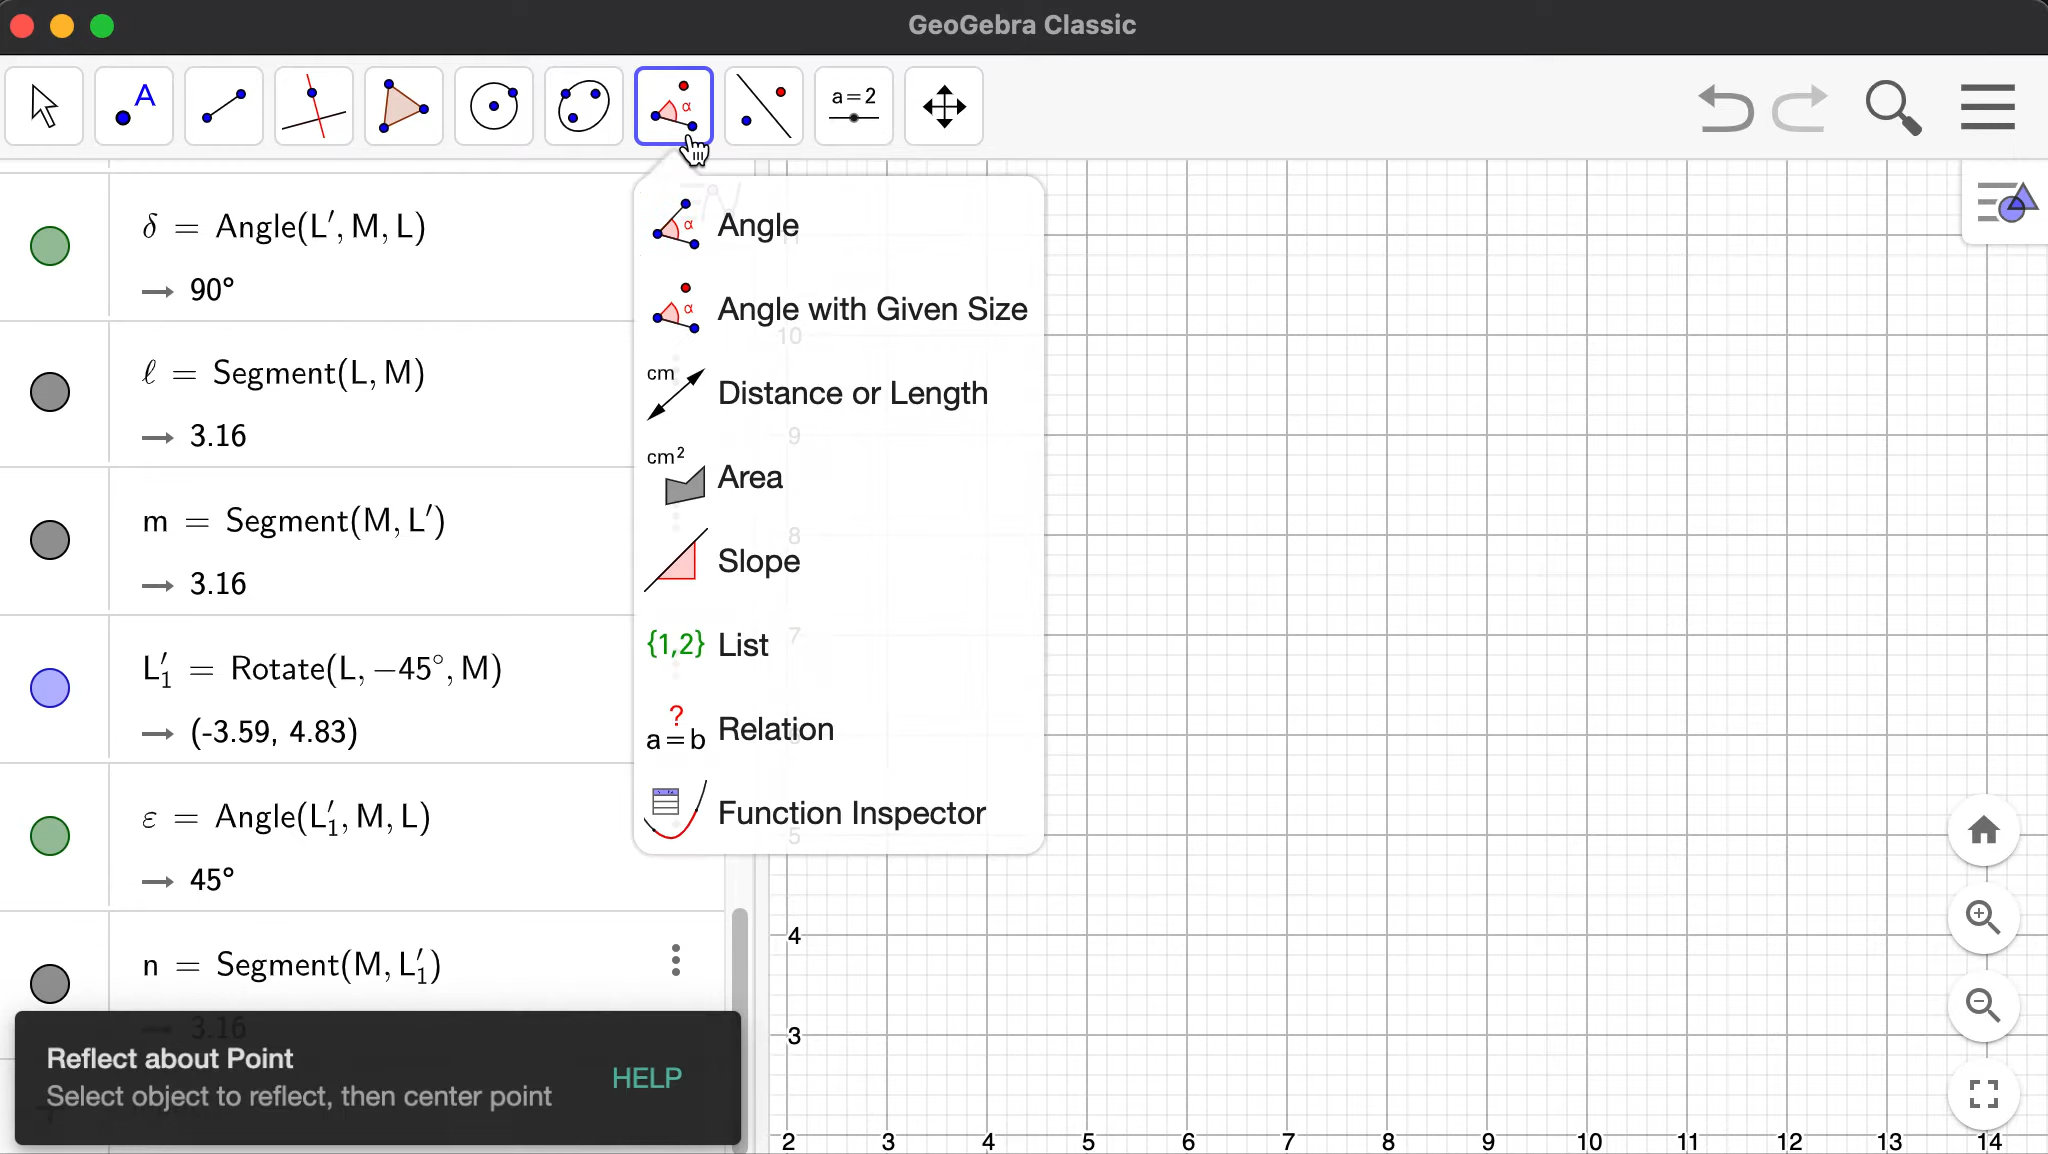 GeoGebra Classic
A
α
a=2
δ = Angle(L′, M, L)
→ 90°
ℓ = Segment(L, M)
→ 3.16
m = Segment(M, L′)
→ 3.16
L′₁ = Rotate(L, −45°, M)
→ (-3.59, 4.83)
ε = Angle(L′₁, M, L)
→ 45°
n = Segment(M, L′₁)
→ 3.16
α Angle
α Angle with Given Size
cm Distance or Length
cm² Area
Slope
{1,2} List
? a=b Relation
Function Inspector
10
9
8
7
5
4
3
2 3 4 5 6 7 8 9 10 11 12 13 14
Reflect about Point
Select object to reflect, then center point
HELP